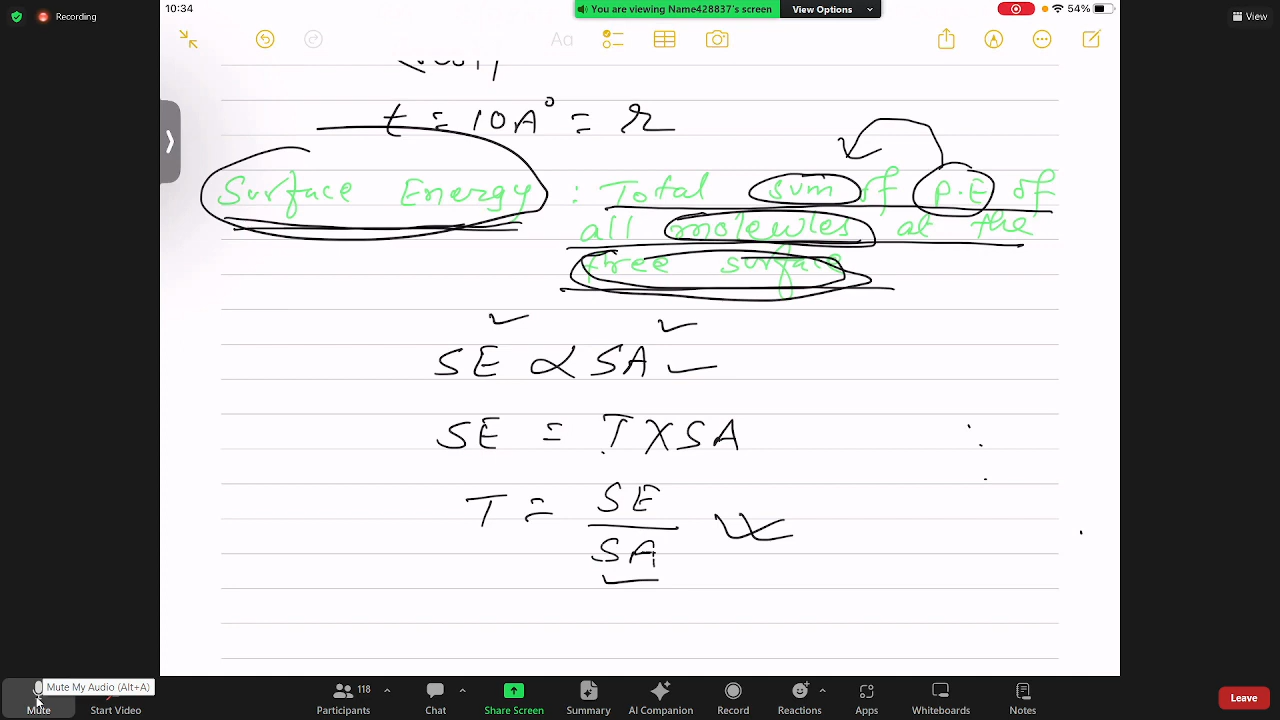 10:34
Recording
You are viewing Name428837's screen
View Options
54%
View
Aa
t = 10A° = r
Surface Energy : Total sum of P.E of
all molecules at the
free surface
SE ∝ SA
SE = T X SA
T = SE
SA
Mute My Audio (Alt+A)
118
Mute
Start Video
Participants
Chat
Share Screen
Summary
AI Companion
Record
Reactions
Apps
Whiteboards
Notes
Leave